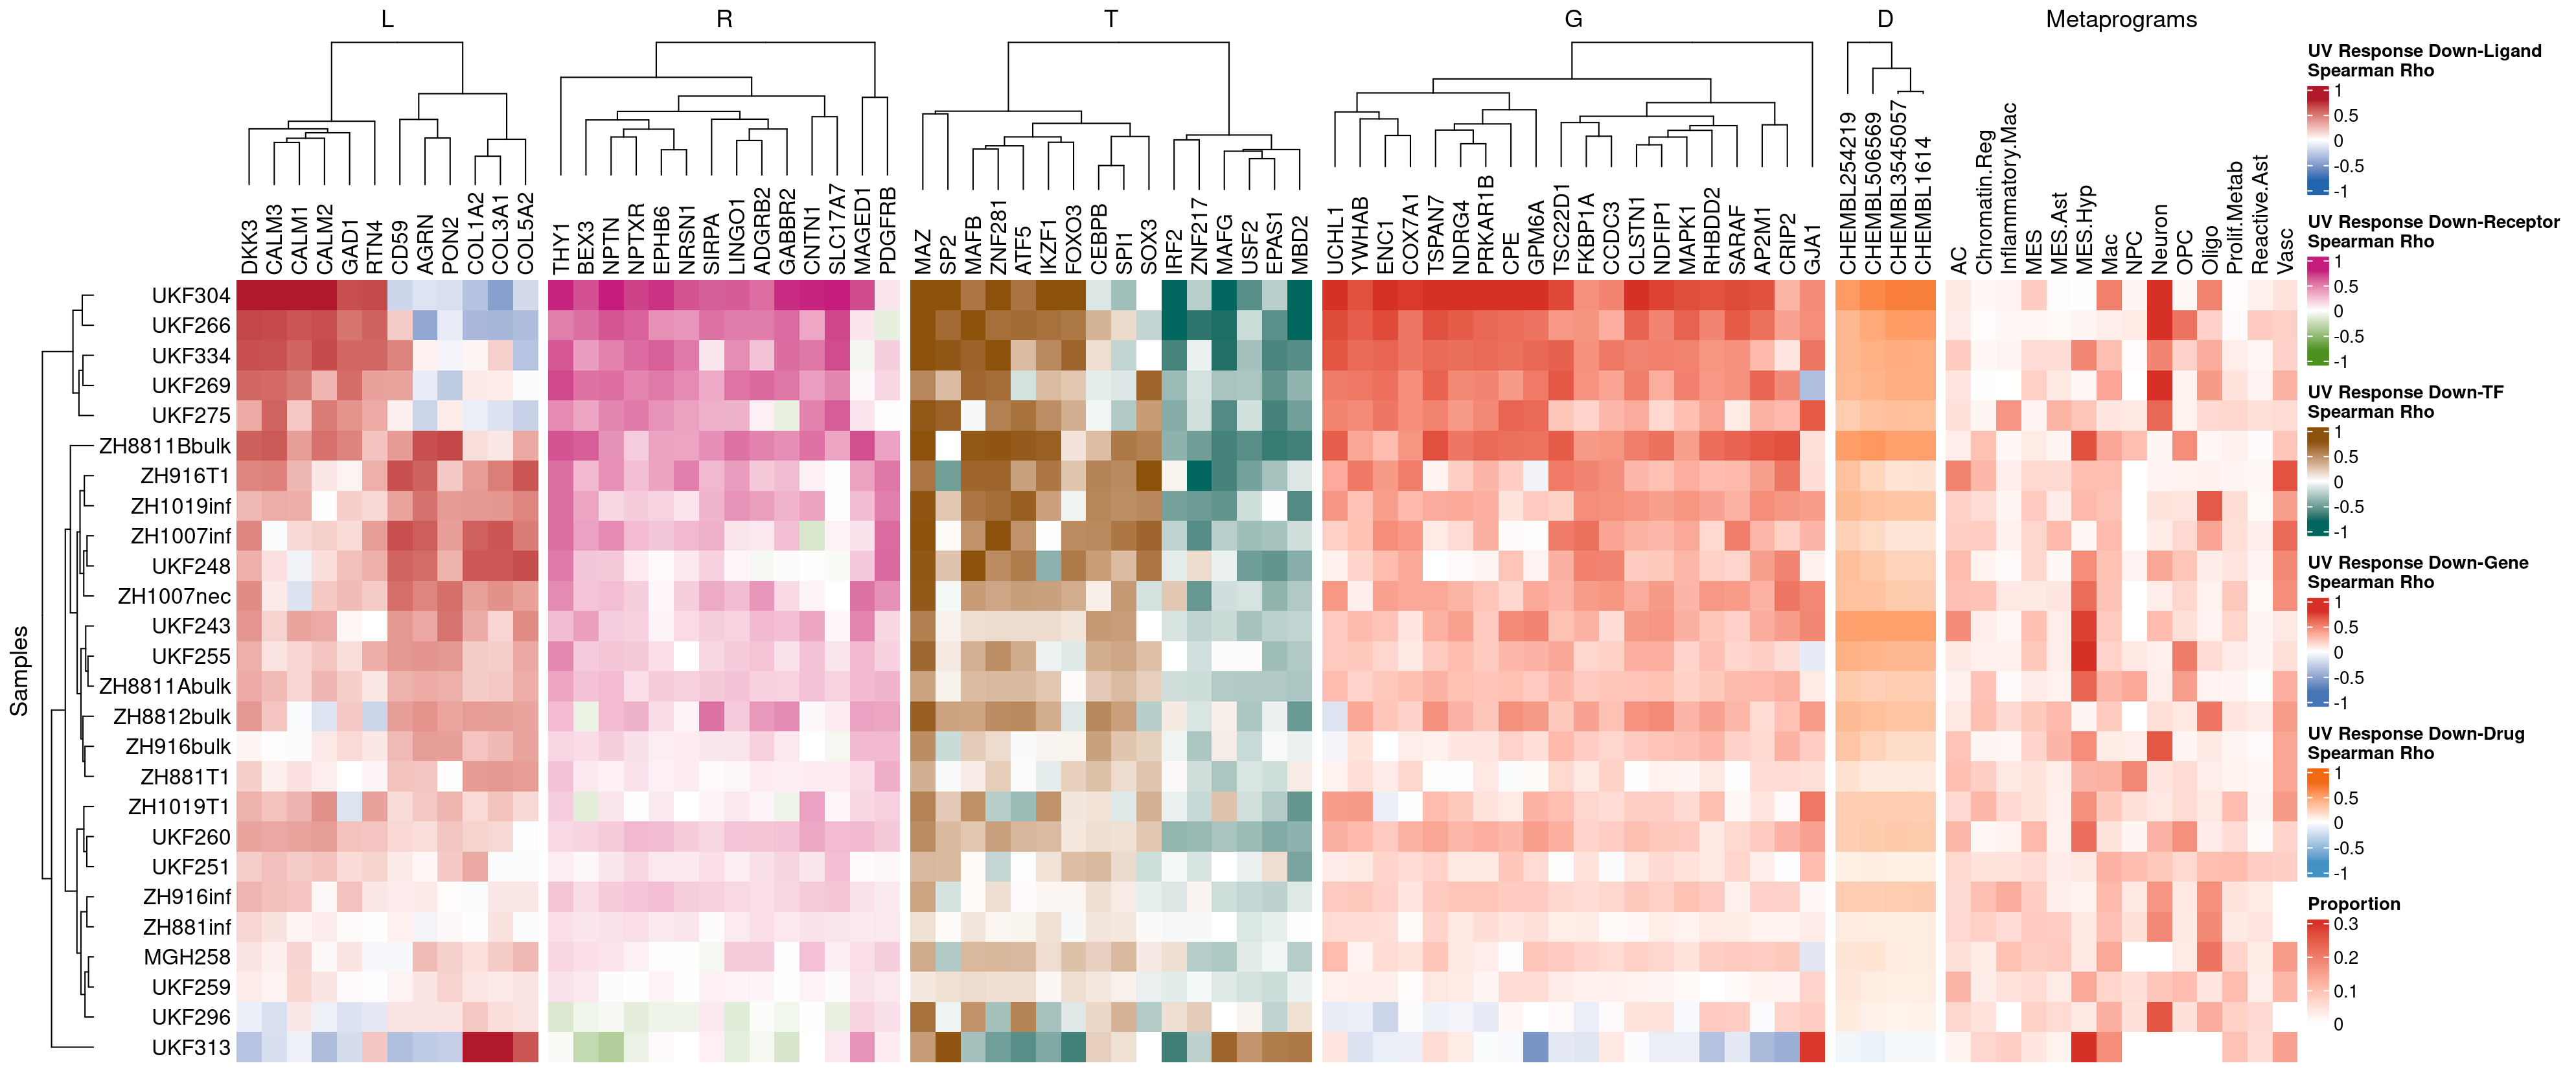 L R T G D Metaprograms
DKK3 CALM3 CALM1 CALM2 GAD1 RTN4 CD59 AGRN PON2 COL1A2 COL3A1 COL5A2
THY1 BEX3 NPTN NPTXR EPHB6 NRSN1 SIRPA LINGO1 ADGRB2 GABBR2 CNTN1 SLC17A7 MAGED1 PDGFRB
MAZ SP2 MAFB ZNF281 ATF5 IKZF1 FOXO3 CEBPB SPI1 SOX3 IRF2 ZNF217 MAFG USF2 EPAS1 MBD2
UCHL1 YWHAB ENC1 COX7A1 TSPAN7 NDRG4 PRKAR1B CPE GPM6A TSC22D1 FKBP1A CCDC3 CLSTN1 NDFIP1 MAPK1 RHBDD2 SARAF AP2M1 CRIP2 GJA1
CHEMBL254219 CHEMBL506569 CHEMBL3545057 CHEMBL1614
AC Chromatin.Reg Inflammatory.Mac MES MES.Ast MES.Hyp Mac NPC Neuron OPC Oligo Prolif.Metab Reactive.Ast Vasc
Samples
UKF304
UKF266
UKF334
UKF269
UKF275
ZH8811Bbulk
ZH916T1
ZH1019inf
ZH1007inf
UKF248
ZH1007nec
UKF243
UKF255
ZH8811Abulk
ZH8812bulk
ZH916bulk
ZH881T1
ZH1019T1
UKF260
UKF251
ZH916inf
ZH881inf
MGH258
UKF259
UKF296
UKF313
UV Response Down-Ligand
Spearman Rho
1
0.5
0
-0.5
-1
UV Response Down-Receptor
Spearman Rho
1
0.5
0
-0.5
-1
UV Response Down-TF
Spearman Rho
1
0.5
0
-0.5
-1
UV Response Down-Gene
Spearman Rho
1
0.5
0
-0.5
-1
UV Response Down-Drug
Spearman Rho
1
0.5
0
-0.5
-1
Proportion
0.3
0.2
0.1
0